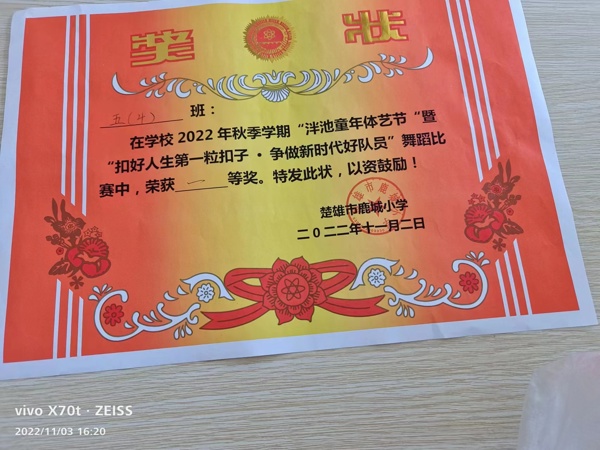 奖状
五(4)班：
在学校2022年秋季学期“泮池童年体艺节“暨
“扣好人生第一粒扣子·争做新时代好队员”舞蹈比
赛中，荣获一等奖。特发此状，以资鼓励！
楚雄市鹿城小学
二0二二年十一月二日
vivo X70t · ZEISS
2022/11/03 16:20